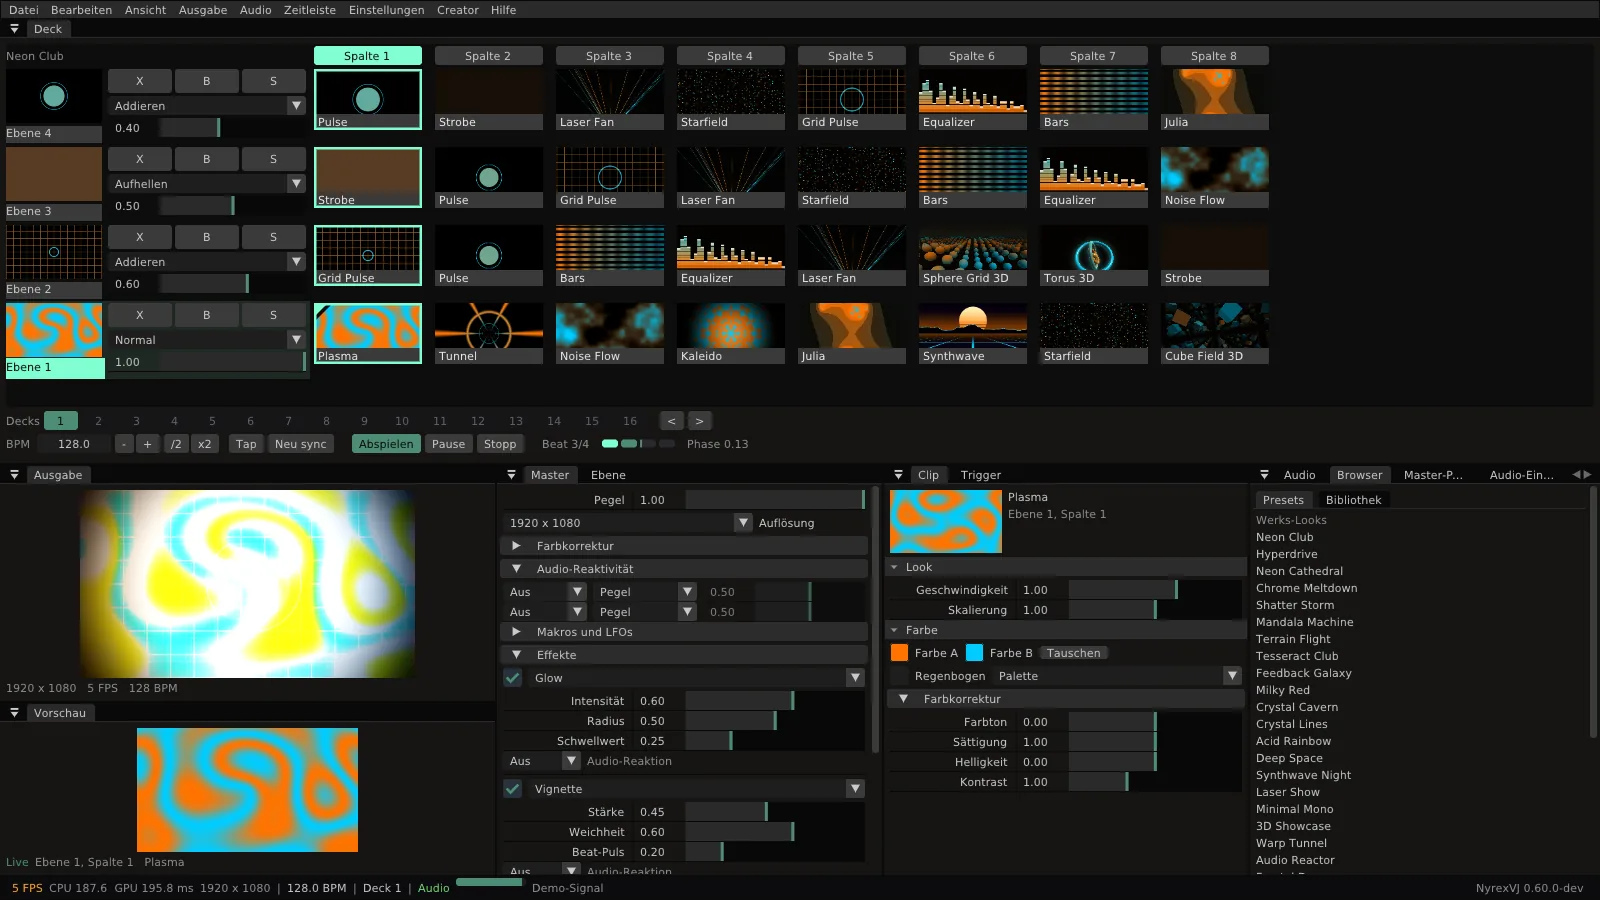 Datei Bearbeiten Ansicht Ausgabe Audio Zeitleiste Einstellungen Creator Hilfe
Deck
Neon Club Spalte 1 Spalte 2 Spalte 3 Spalte 4 Spalte 5 Spalte 6 Spalte 7 Spalte 8
X B S
Addieren
0.40
Ebene 4 Pulse Strobe Laser Fan Starfield Grid Pulse Equalizer Bars Julia
X B S
Aufhellen
0.50
Ebene 3 Strobe Pulse Grid Pulse Laser Fan Starfield Bars Equalizer Noise Flow
X B S
Addieren
0.60
Ebene 2 Grid Pulse Pulse Bars Equalizer Laser Fan Sphere Grid 3D Torus 3D Strobe
X B S
Normal
1.00
Ebene 1 Plasma Tunnel Noise Flow Kaleido Julia Synthwave Starfield Cube Field 3D
Decks 1 2 3 4 5 6 7 8 9 10 11 12 13 14 15 16 < >
BPM 128.0 - + /2 x2 Tap Neu sync Abspielen Pause Stopp Beat 3/4 Phase 0.13
Ausgabe
1920 x 1080 5 FPS 128 BPM
Vorschau
Live Ebene 1, Spalte 1 Plasma
Master Ebene
Pegel 1.00
1920 x 1080 Auflösung
Farbkorrektur
Audio-Reaktivität
Aus Pegel 0.50
Aus Pegel 0.50
Makros und LFOs
Effekte
Glow
Intensität 0.60
Radius 0.50
Schwellwert 0.25
Aus Audio-Reaktion
Vignette
Stärke 0.45
Weichheit 0.60
Beat-Puls 0.20
Aus Audio-Reaktion
Clip Trigger
Plasma
Ebene 1, Spalte 1
Look
Geschwindigkeit 1.00
Skalierung 1.00
Farbe
Farbe A Farbe B Tauschen
Regenbogen Palette
Farbkorrektur
Farbton 0.00
Sättigung 1.00
Helligkeit 0.00
Kontrast 1.00
Audio Browser Master-P... Audio-Ein...
Presets Bibliothek
Werks-Looks
Neon Club
Hyperdrive
Neon Cathedral
Chrome Meltdown
Shatter Storm
Mandala Machine
Terrain Flight
Tesseract Club
Feedback Galaxy
Milky Red
Crystal Cavern
Crystal Lines
Acid Rainbow
Deep Space
Synthwave Night
Laser Show
Minimal Mono
3D Showcase
Warp Tunnel
Audio Reactor
5 FPS CPU 187.6 GPU 195.8 ms 1920 x 1080 | 128.0 BPM | Deck 1 | Audio Demo-Signal NyrexVJ 0.60.0-dev